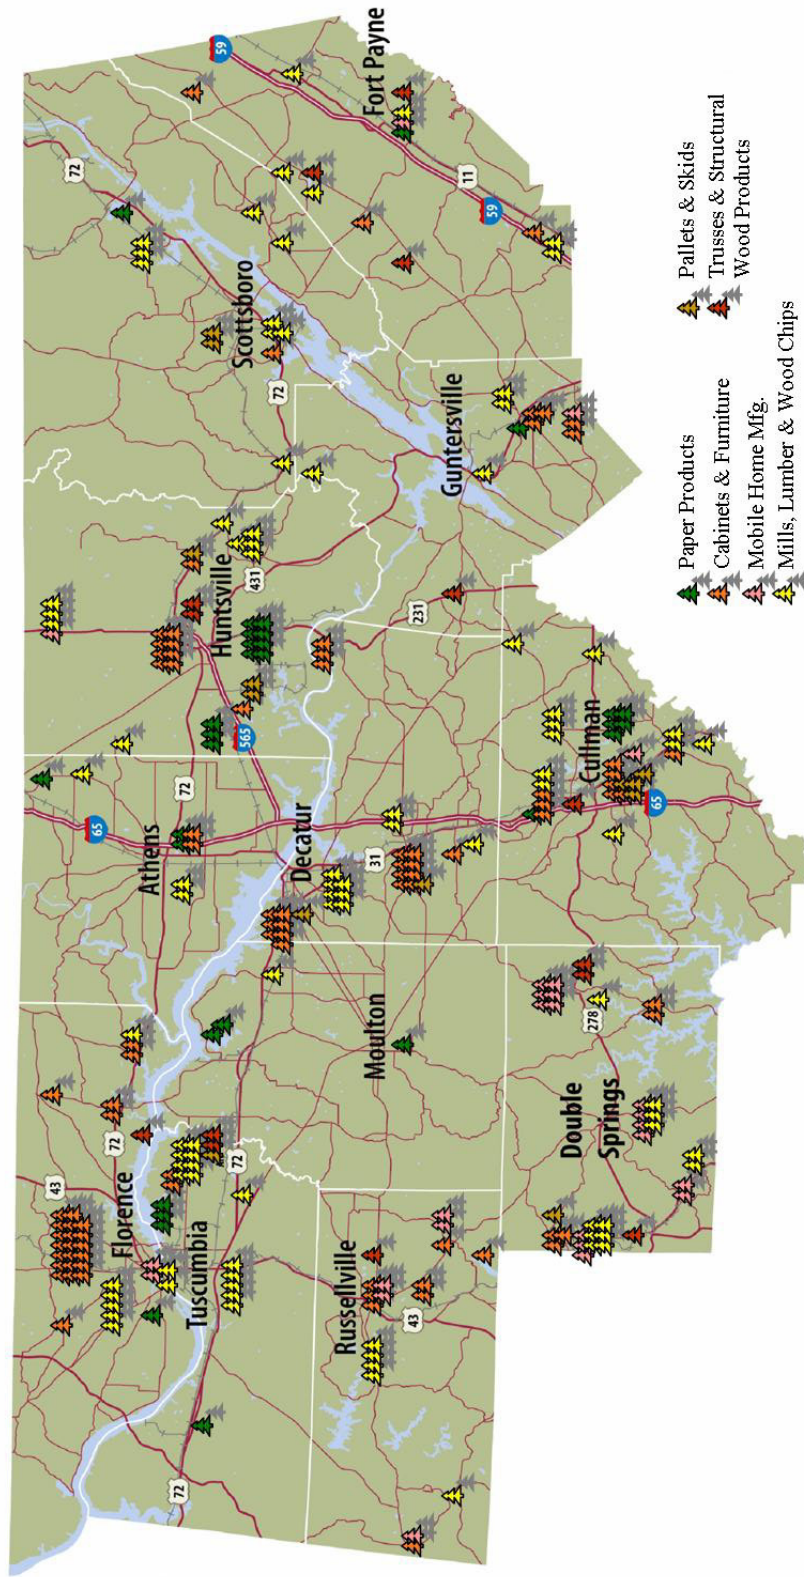 72
43
Florence
72
Tuscumbia
72
Russellville
43
Athens
72
65
Decatur
31
Moulton
Double
Springs
278
Huntsville
431
565
231
Cullman
65
Scottsboro
72
72
Guntersville
59
Fort Payne
11
59
Paper Products
Cabinets & Furniture
Mobile Home Mfg.
Mills, Lumber & Wood Chips
Pallets & Skids
Trusses & Structural
Wood Products